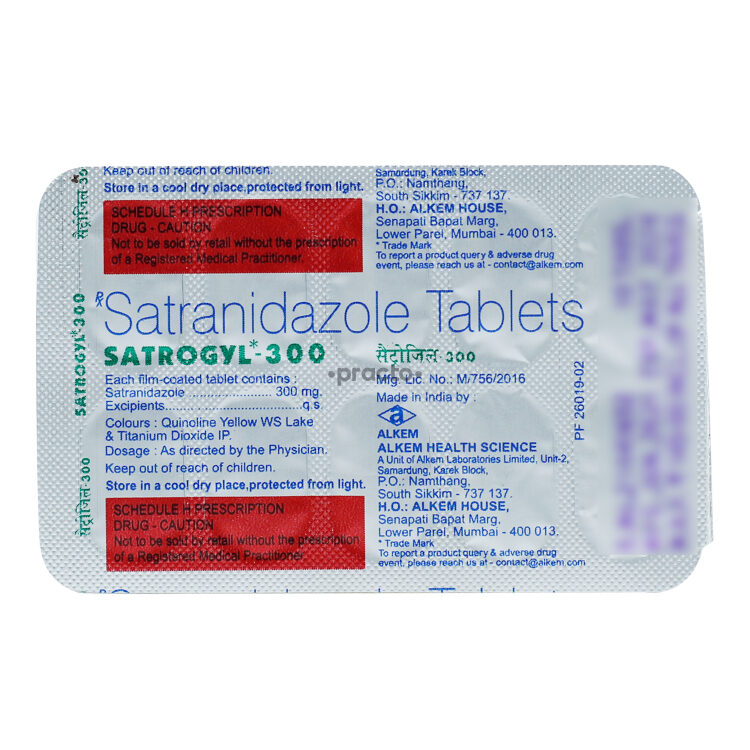 Keep out of reach of children.
Store in a cool dry place,protected from light.
SCHEDULE H PRESCRIPTION
DRUG - CAUTION
Not to be sold by retail without the prescription
of a Registered Medical Practitioner.
Samardung, Karek Block,
P.O.: Namthang,
South Sikkim - 737 137.
H.O.: ALKEM HOUSE,
Senapati Bapat Marg,
Lower Parel, Mumbai - 400 013.
* Trade Mark
To report a product query & adverse drug
event, please reach us at - contact@alkem.com
सैट्रोजिल-30
℞ Satranidazole Tablets
SATROGYL*-300
SATROGYL*-300 सैट्रोजिल-300
•practo•
Each film-coated tablet contains :
Satranidazole .................... 300 mg.
Excipients....... . ................. q.s.
Colours : Quinoline Yellow WS Lake
& Titanium Dioxide IP.
Dosage : As directed by the Physician.
Keep out of reach of children.
Store in a cool dry place,protected from light.
Mfg. Lic. No.: M/756/2016
Made in India by :
ALKEM
ALKEM HEALTH SCIENCE
A Unit of Alkem Laboratories Limited, Unit-2,
Samardung, Karek Block,
P.O.: Namthang,
South Sikkim - 737 137.
H.O.: ALKEM HOUSE,
Senapati Bapat Marg,
Lower Parel, Mumbai - 400 013.
* Trade Mark
To report a product query & adverse drug
event, please reach us at - contact@alkem.com
PF 26019-02
सैट्रोजिल-300
SCHEDULE H PRESCRIPTION
DRUG - CAUTION
Not to be sold by retail without the prescription
of a Registered Medical Practitioner.